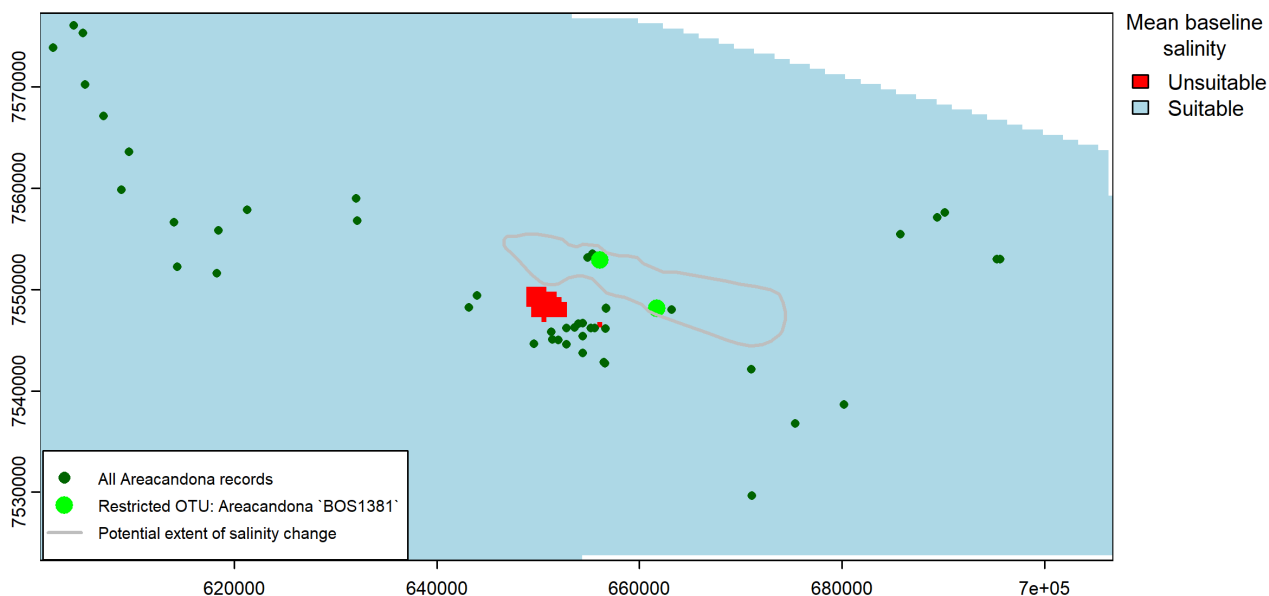 Mean baseline
salinity
Unsuitable
Suitable
7570000
7560000
7550000
7540000
7530000
All Areacandona records
Restricted OTU: Areacandona `BOS1381`
Potential extent of salinity change
620000 640000 660000 680000 7e+05